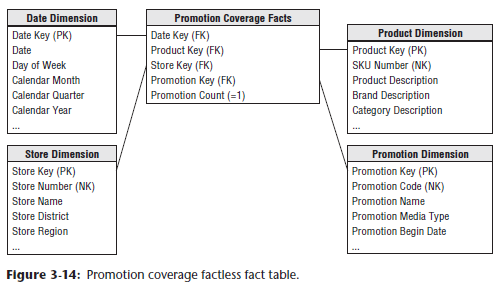 Date Dimension
Date Key (PK)
Date
Day of Week
Calendar Month
Calendar Quarter
Calendar Year
...
Promotion Coverage Facts
Date Key (FK)
Product Key (FK)
Store Key (FK)
Promotion Key (FK)
Promotion Count (=1)
Product Dimension
Product Key (PK)
SKU Number (NK)
Product Description
Brand Description
Category Description
...
Store Dimension
Store Key (PK)
Store Number (NK)
Store Name
Store District
Store Region
...
Promotion Dimension
Promotion Key (PK)
Promotion Code (NK)
Promotion Name
Promotion Media Type
Promotion Begin Date
...
Figure 3-14: Promotion coverage factless fact table.